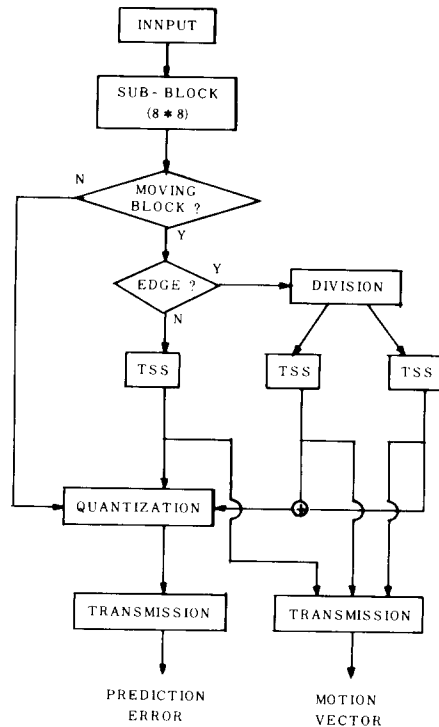 INNPUT
SUB-BLOCK
(8 * 8)
N
MOVING
BLOCK ?
Y
EDGE ?
Y
DIVISION
N
TSS
TSS
TSS
+
QUANTIZATION
TRANSMISSION
TRANSMISSION
PREDICTION
ERROR
MOTION
VECTOR